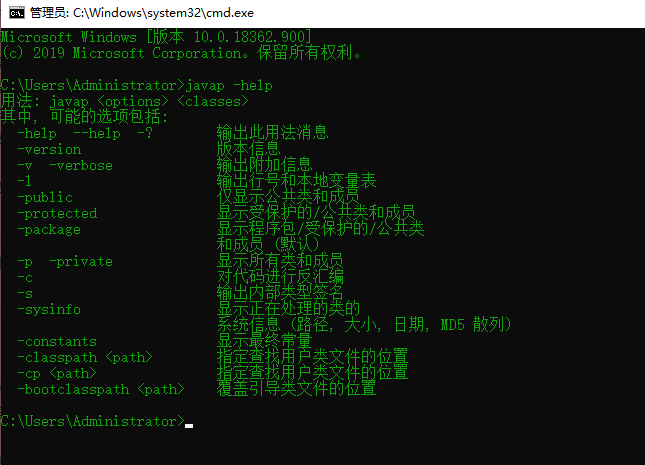 管理员: C:\Windows\system32\cmd.exe
Microsoft Windows [版本 10.0.18362.900]
(c) 2019 Microsoft Corporation。保留所有权利。
C:\Users\Administrator>javap -help
用法: javap <options> <classes>
其中, 可能的选项包括:
-help --help -? 输出此用法消息
-version 版本信息
-v -verbose 输出附加信息
-l 输出行号和本地变量表
-public 仅显示公共类和成员
-protected 显示受保护的/公共类和成员
-package 显示程序包/受保护的/公共类
和成员 (默认)
-p -private 显示所有类和成员
-c 对代码进行反汇编
-s 输出内部类型签名
-sysinfo 显示正在处理的类的
系统信息 (路径, 大小, 日期, MD5 散列)
-constants 显示最终常量
-classpath <path> 指定查找用户类文件的位置
-cp <path> 指定查找用户类文件的位置
-bootclasspath <path> 覆盖引导类文件的位置
C:\Users\Administrator>